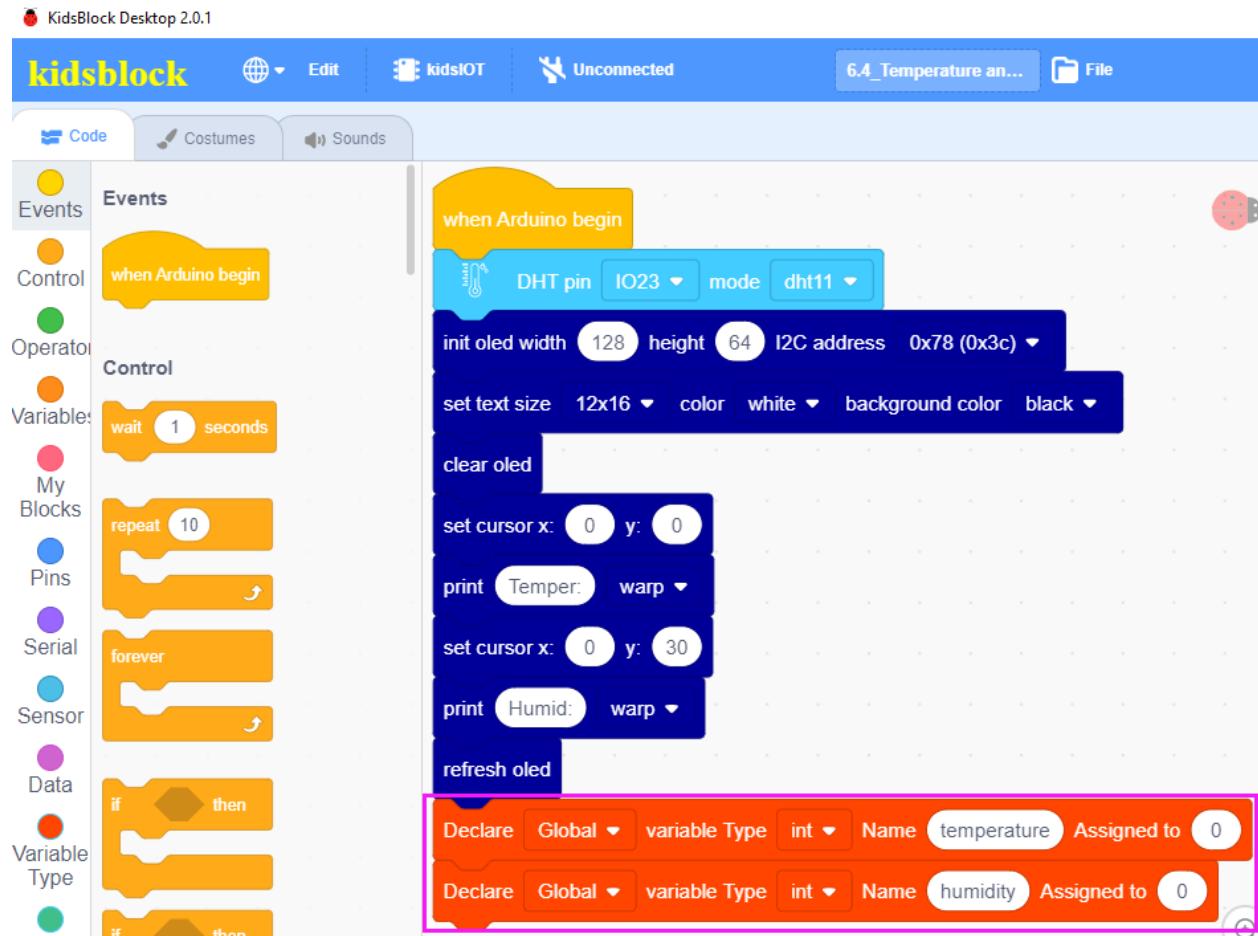 KidsBlock Desktop 2.0.1
kidsblock Edit kidsIOT Unconnected 6.4_Temperature an... File
Code Costumes Sounds
Events
Control
Operator
Variables
My
Blocks
Pins
Serial
Sensor
Data
Variable
Type
Events
when Arduino begin
Control
wait 1 seconds
repeat 10
forever
if then
if then
when Arduino begin
DHT pin IO23 mode dht11
init oled width 128 height 64 I2C address 0x78 (0x3c)
set text size 12x16 color white background color black
clear oled
set cursor x: 0 y: 0
print Temper: warp
set cursor x: 0 y: 30
print Humid: warp
refresh oled
Declare Global variable Type int Name temperature Assigned to 0
Declare Global variable Type int Name humidity Assigned to 0